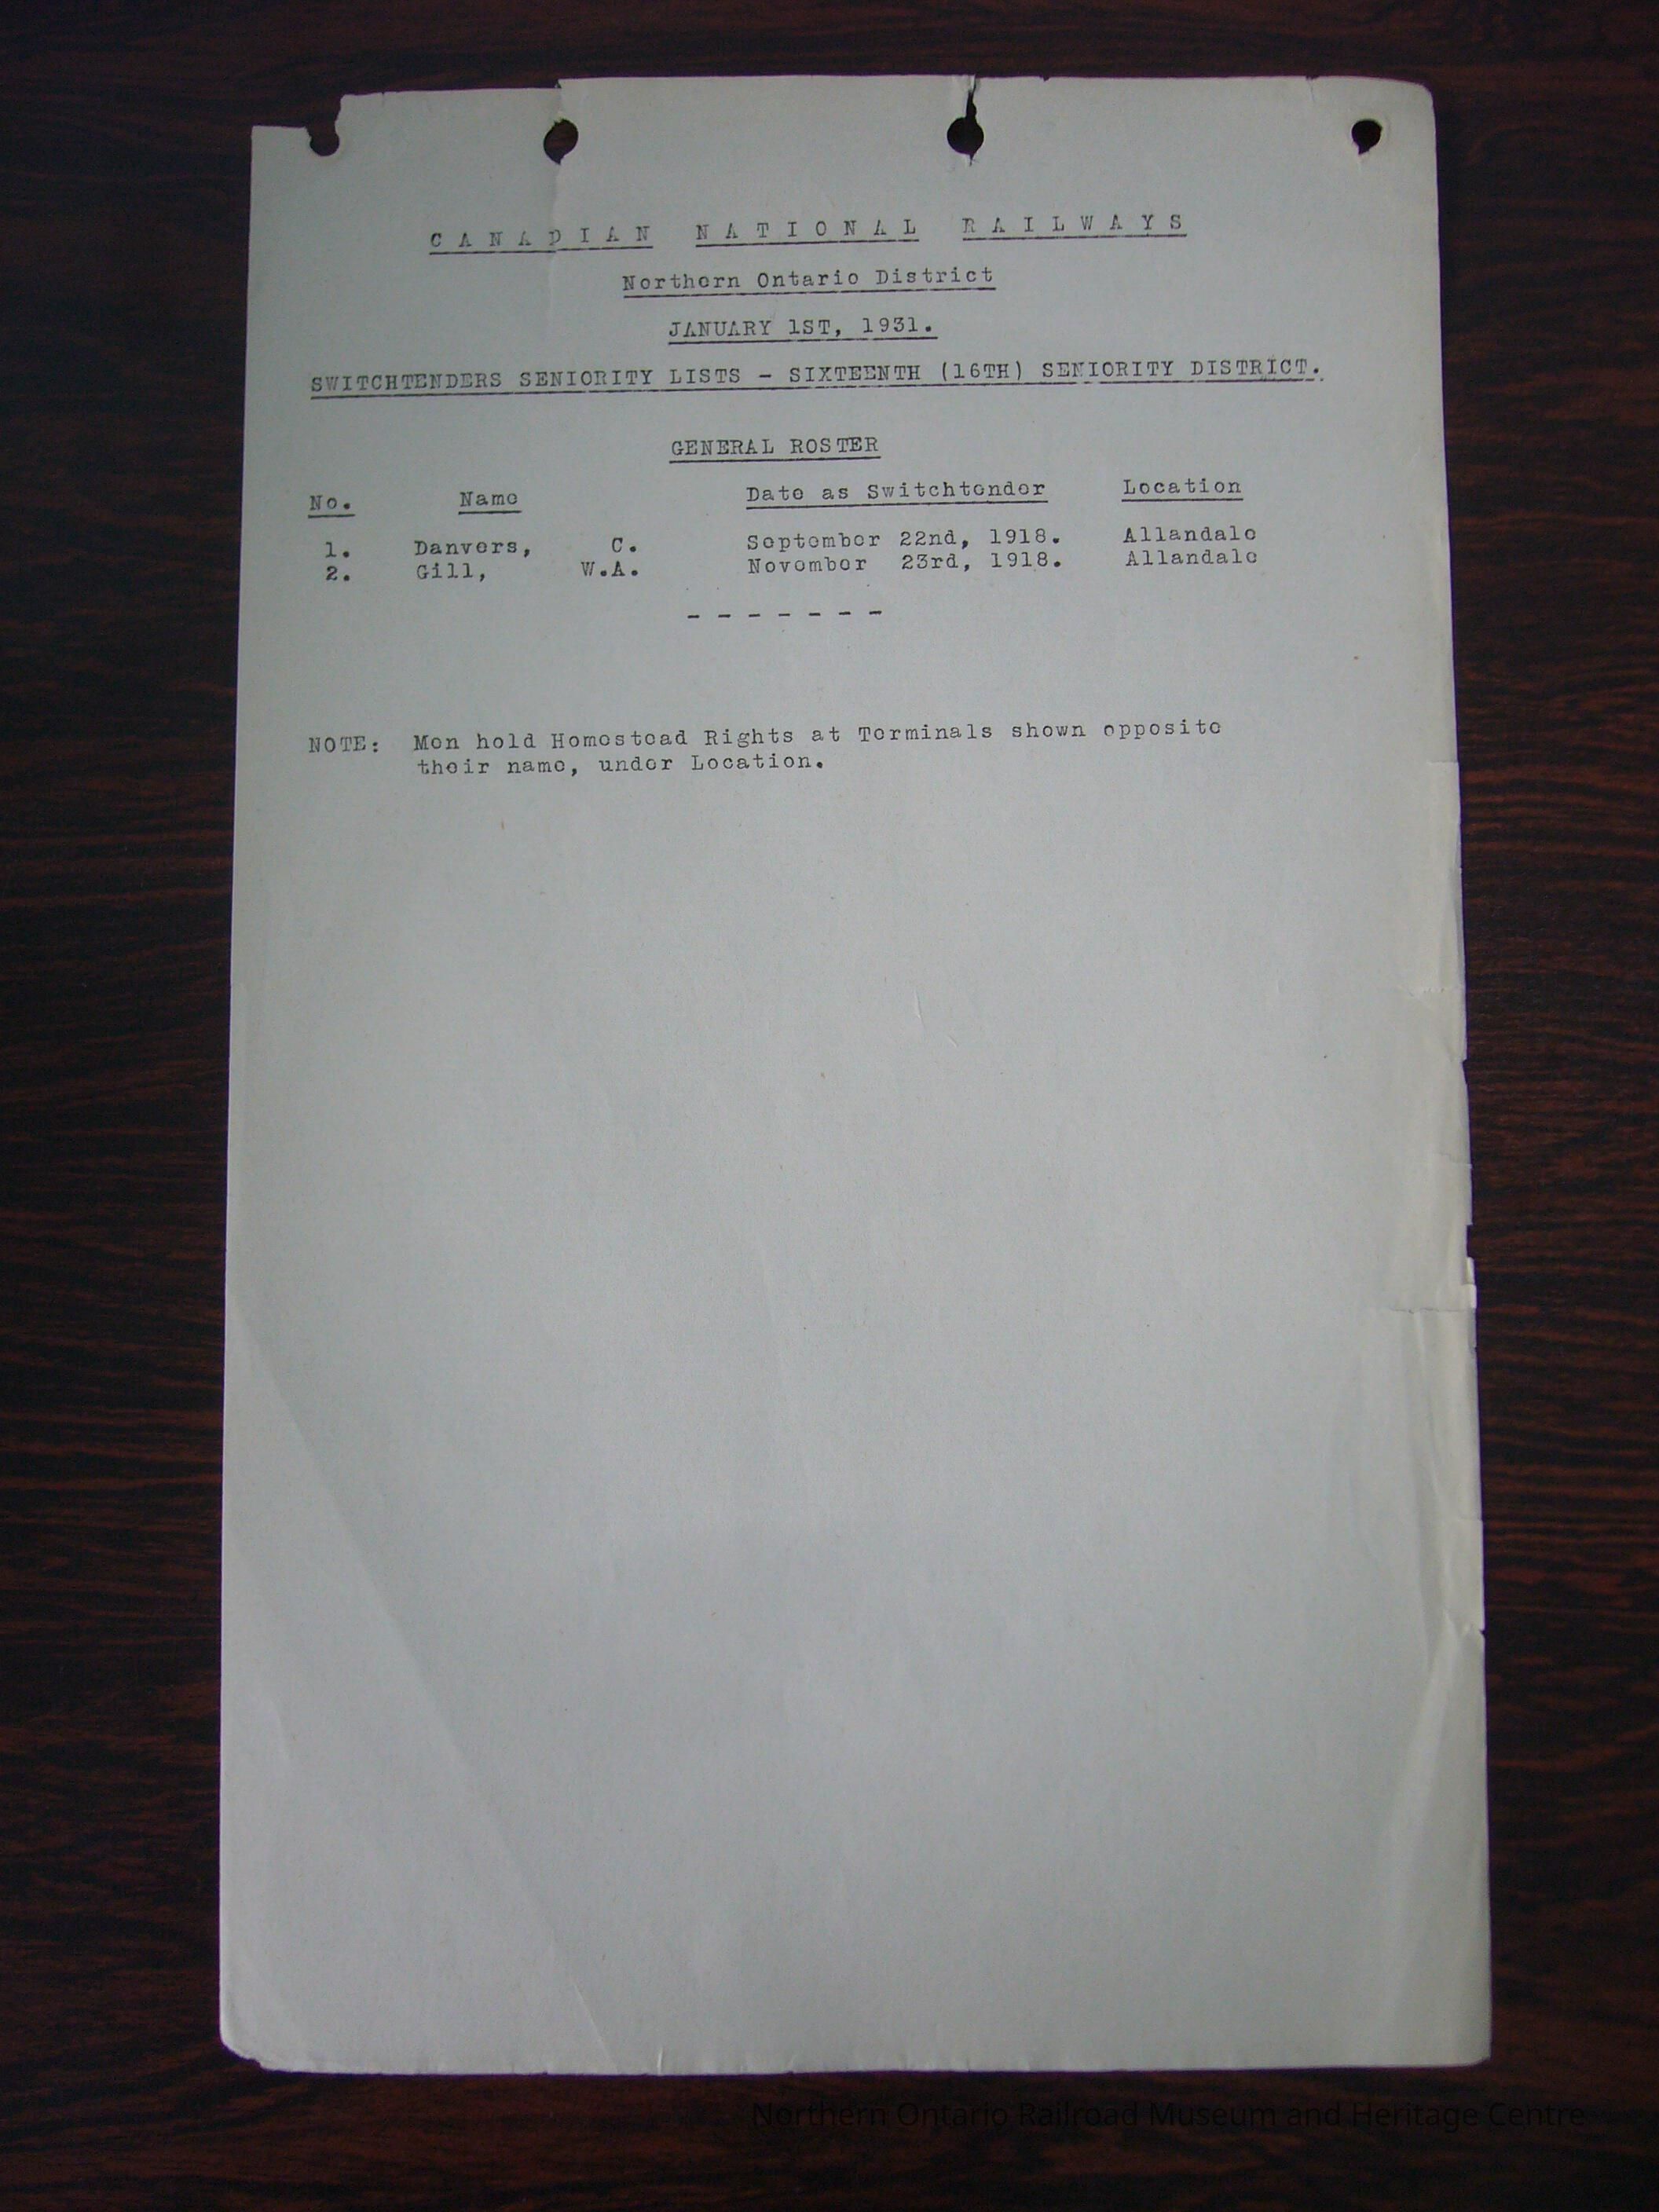 CANADIAN NATIONAL RAILWAYS
Northern Ontario District
JANUARY 1ST, 1931.
SWITCHTENDERS SENIORITY LISTS - SIXTEENTH (16TH) SENIORITY DISTRICT.
GENERAL ROSTER
No. Name Date as Switchtender Location
1. Danvers, C. September 22nd, 1918. Allandale
2. Gill, W.A. November 23rd, 1918. Allandale
- - - - - - -
NOTE: Men hold Homestead Rights at Terminals shown opposite
their name, under Location.
Northern Ontario Railroad Museum and Heritage Centre